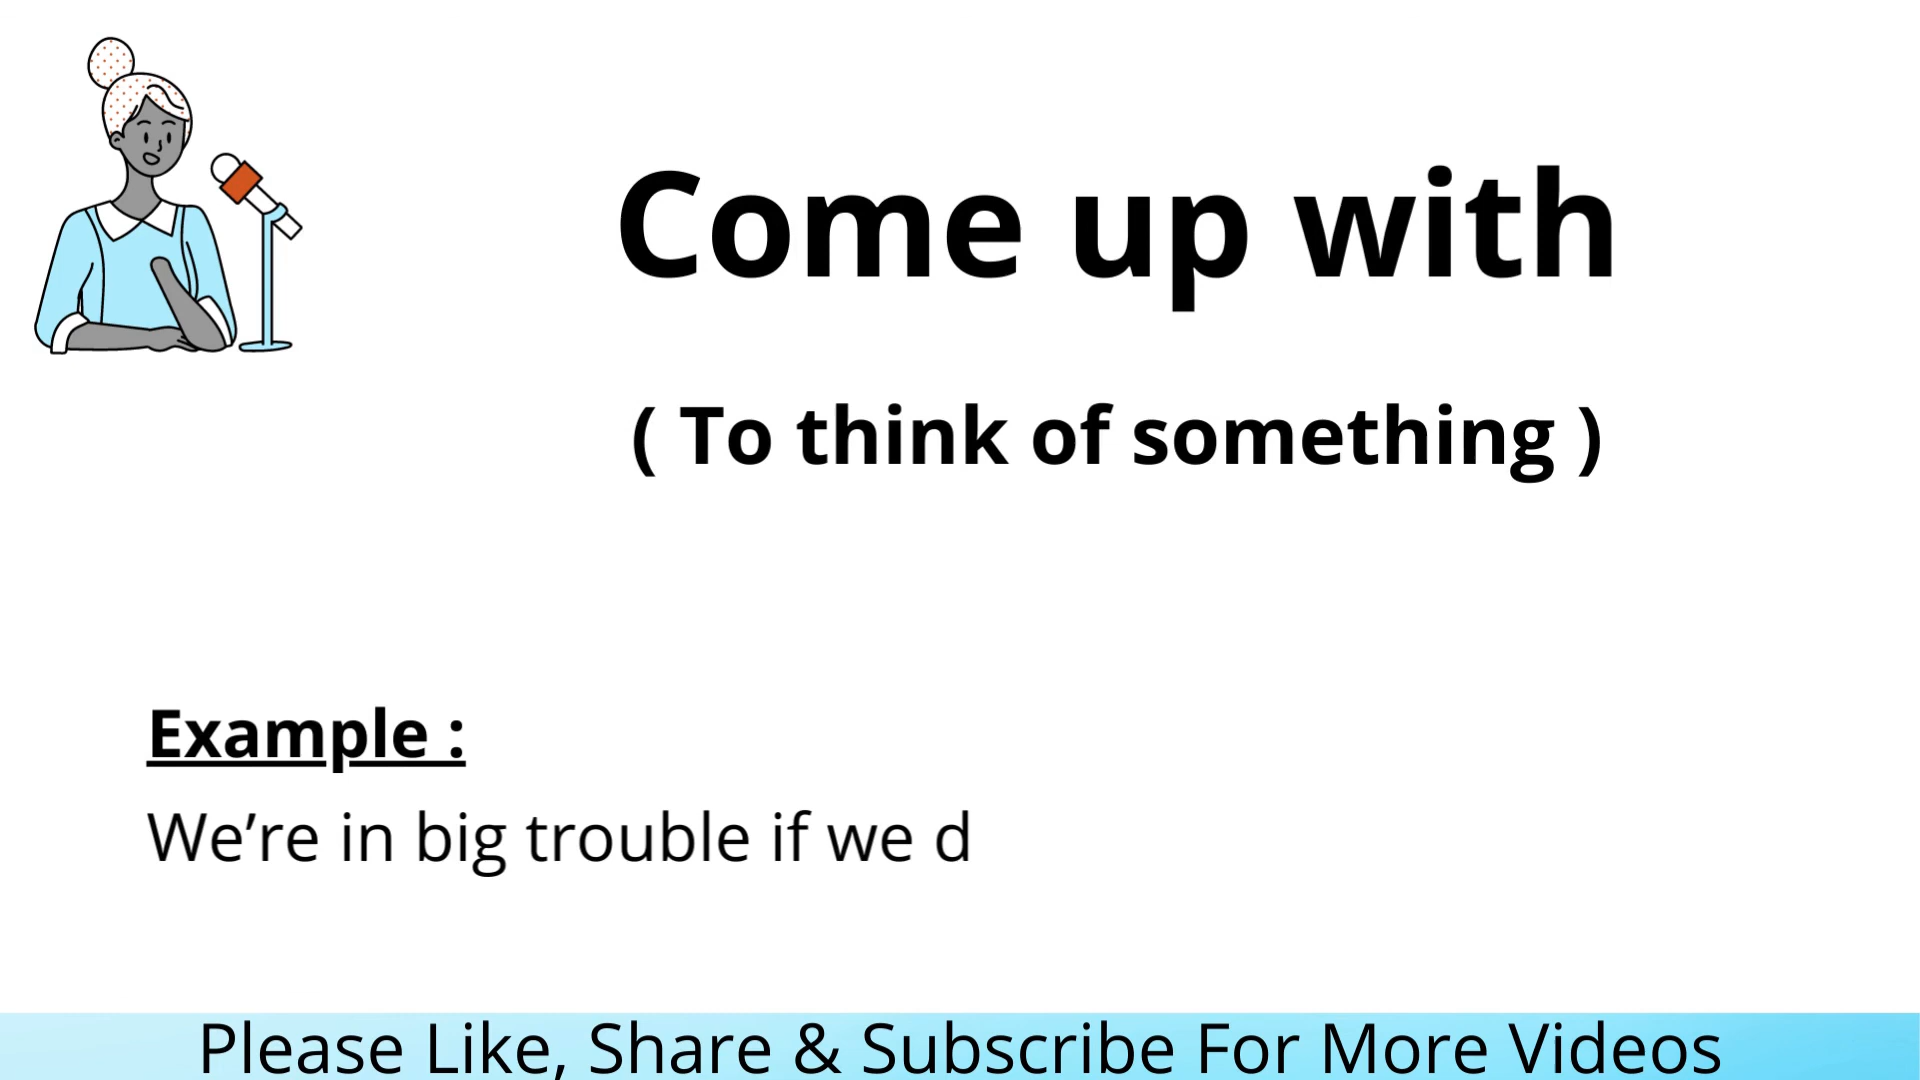 Come up with
( To think of something )
Example :
We’re in big trouble if we d
Please Like, Share & Subscribe For More Videos